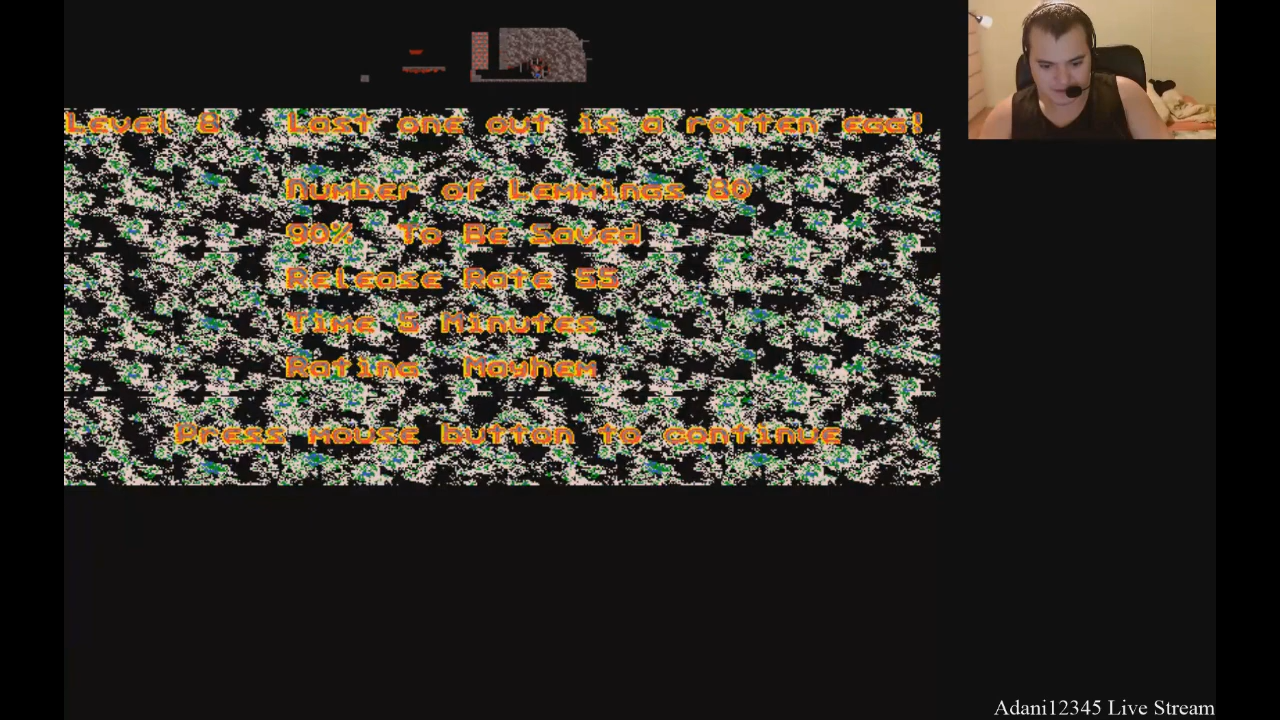 Level 8 Last one out is a rotten egg!
Number of Lemmings 80
90% To Be Saved
Release Rate 55
Time 5 Minutes
Rating Mayhem
Press mouse button to continue
Adani12345 Live Stream